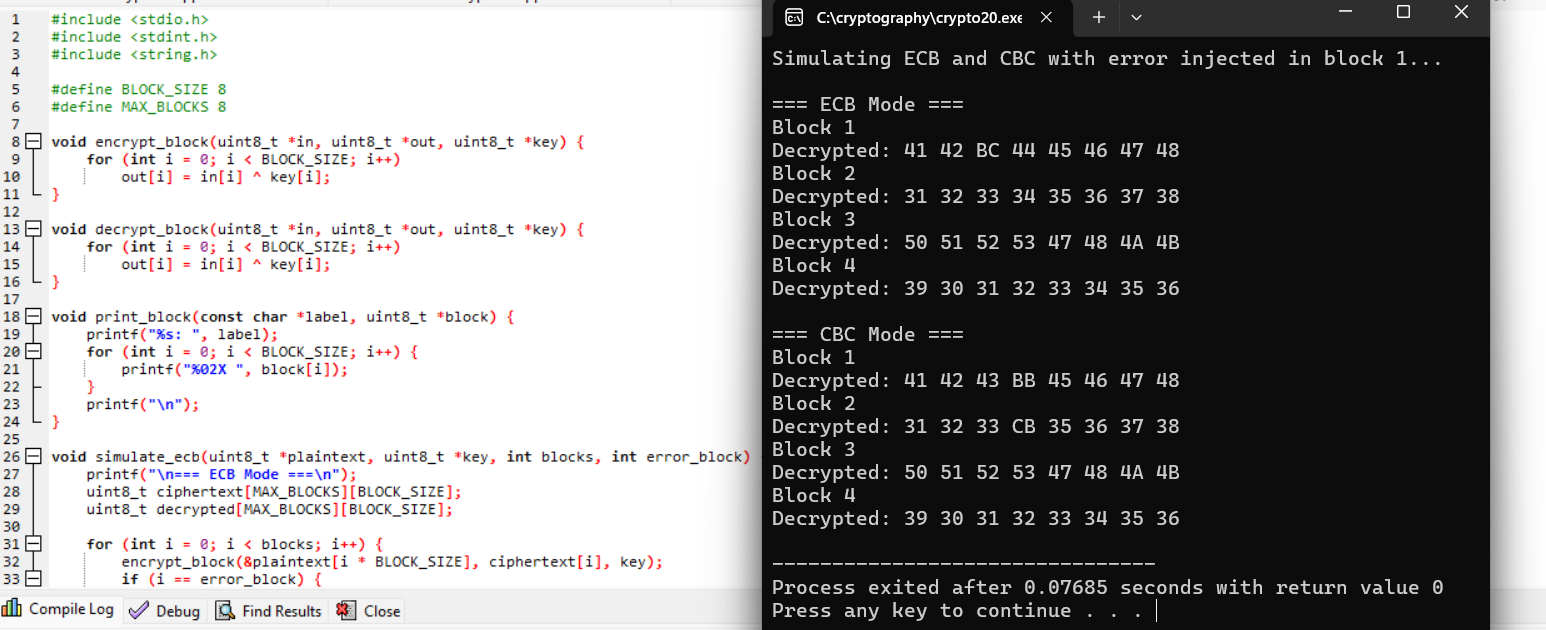 1 #include <stdio.h>
2 #include <stdint.h>
3 #include <string.h>
4
5 #define BLOCK_SIZE 8
6 #define MAX_BLOCKS 8
7
8 void encrypt_block(uint8_t *in, uint8_t *out, uint8_t *key) {
9 for (int i = 0; i < BLOCK_SIZE; i++)
10 out[i] = in[i] ^ key[i];
11 }
12
13 void decrypt_block(uint8_t *in, uint8_t *out, uint8_t *key) {
14 for (int i = 0; i < BLOCK_SIZE; i++)
15 out[i] = in[i] ^ key[i];
16 }
17
18 void print_block(const char *label, uint8_t *block) {
19 printf("%s: ", label);
20 for (int i = 0; i < BLOCK_SIZE; i++) {
21 printf("%02X ", block[i]);
22 }
23 printf("\n");
24 }
25
26 void simulate_ecb(uint8_t *plaintext, uint8_t *key, int blocks, int error_block)
27 printf("\n=== ECB Mode ===\n");
28 uint8_t ciphertext[MAX_BLOCKS][BLOCK_SIZE];
29 uint8_t decrypted[MAX_BLOCKS][BLOCK_SIZE];
30
31 for (int i = 0; i < blocks; i++) {
32 encrypt_block(&plaintext[i * BLOCK_SIZE], ciphertext[i], key);
33 if (i == error_block) {
Compile Log Debug Find Results Close
C:\cryptography\crypto20.exe
Simulating ECB and CBC with error injected in block 1...
=== ECB Mode ===
Block 1
Decrypted: 41 42 BC 44 45 46 47 48
Block 2
Decrypted: 31 32 33 34 35 36 37 38
Block 3
Decrypted: 50 51 52 53 47 48 4A 4B
Block 4
Decrypted: 39 30 31 32 33 34 35 36
=== CBC Mode ===
Block 1
Decrypted: 41 42 43 BB 45 46 47 48
Block 2
Decrypted: 31 32 33 CB 35 36 37 38
Block 3
Decrypted: 50 51 52 53 47 48 4A 4B
Block 4
Decrypted: 39 30 31 32 33 34 35 36
--------------------------------
Process exited after 0.07685 seconds with return value 0
Press any key to continue . . .